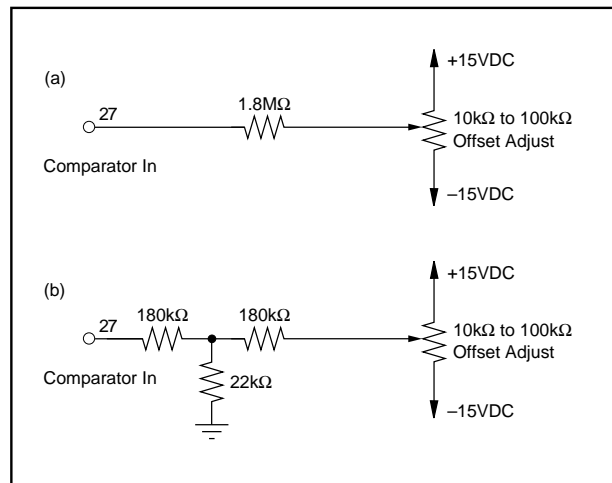 (a)
+15VDC
27
1.8MΩ
10kΩ to 100kΩ
Offset Adjust
Comparator In
–15VDC
(b)
+15VDC
27
180kΩ
180kΩ
10kΩ to 100kΩ
Offset Adjust
Comparator In
22kΩ
–15VDC